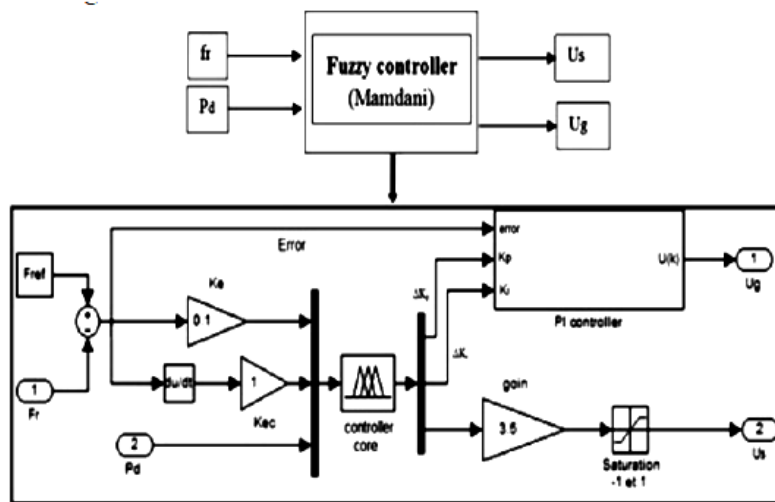 fr
Pd
Fuzzy controller
(Mamdani)
Us
Ug
Error
Fref
Ke
0.1
du/dt
1
Kec
1
Fr
2
Pd
controller
core
ΔKp
ΔKi
error
Kp
Ki
U(k)
PI controller
1
Ug
gain
3.5
Saturation
-1 et 1
2
Us